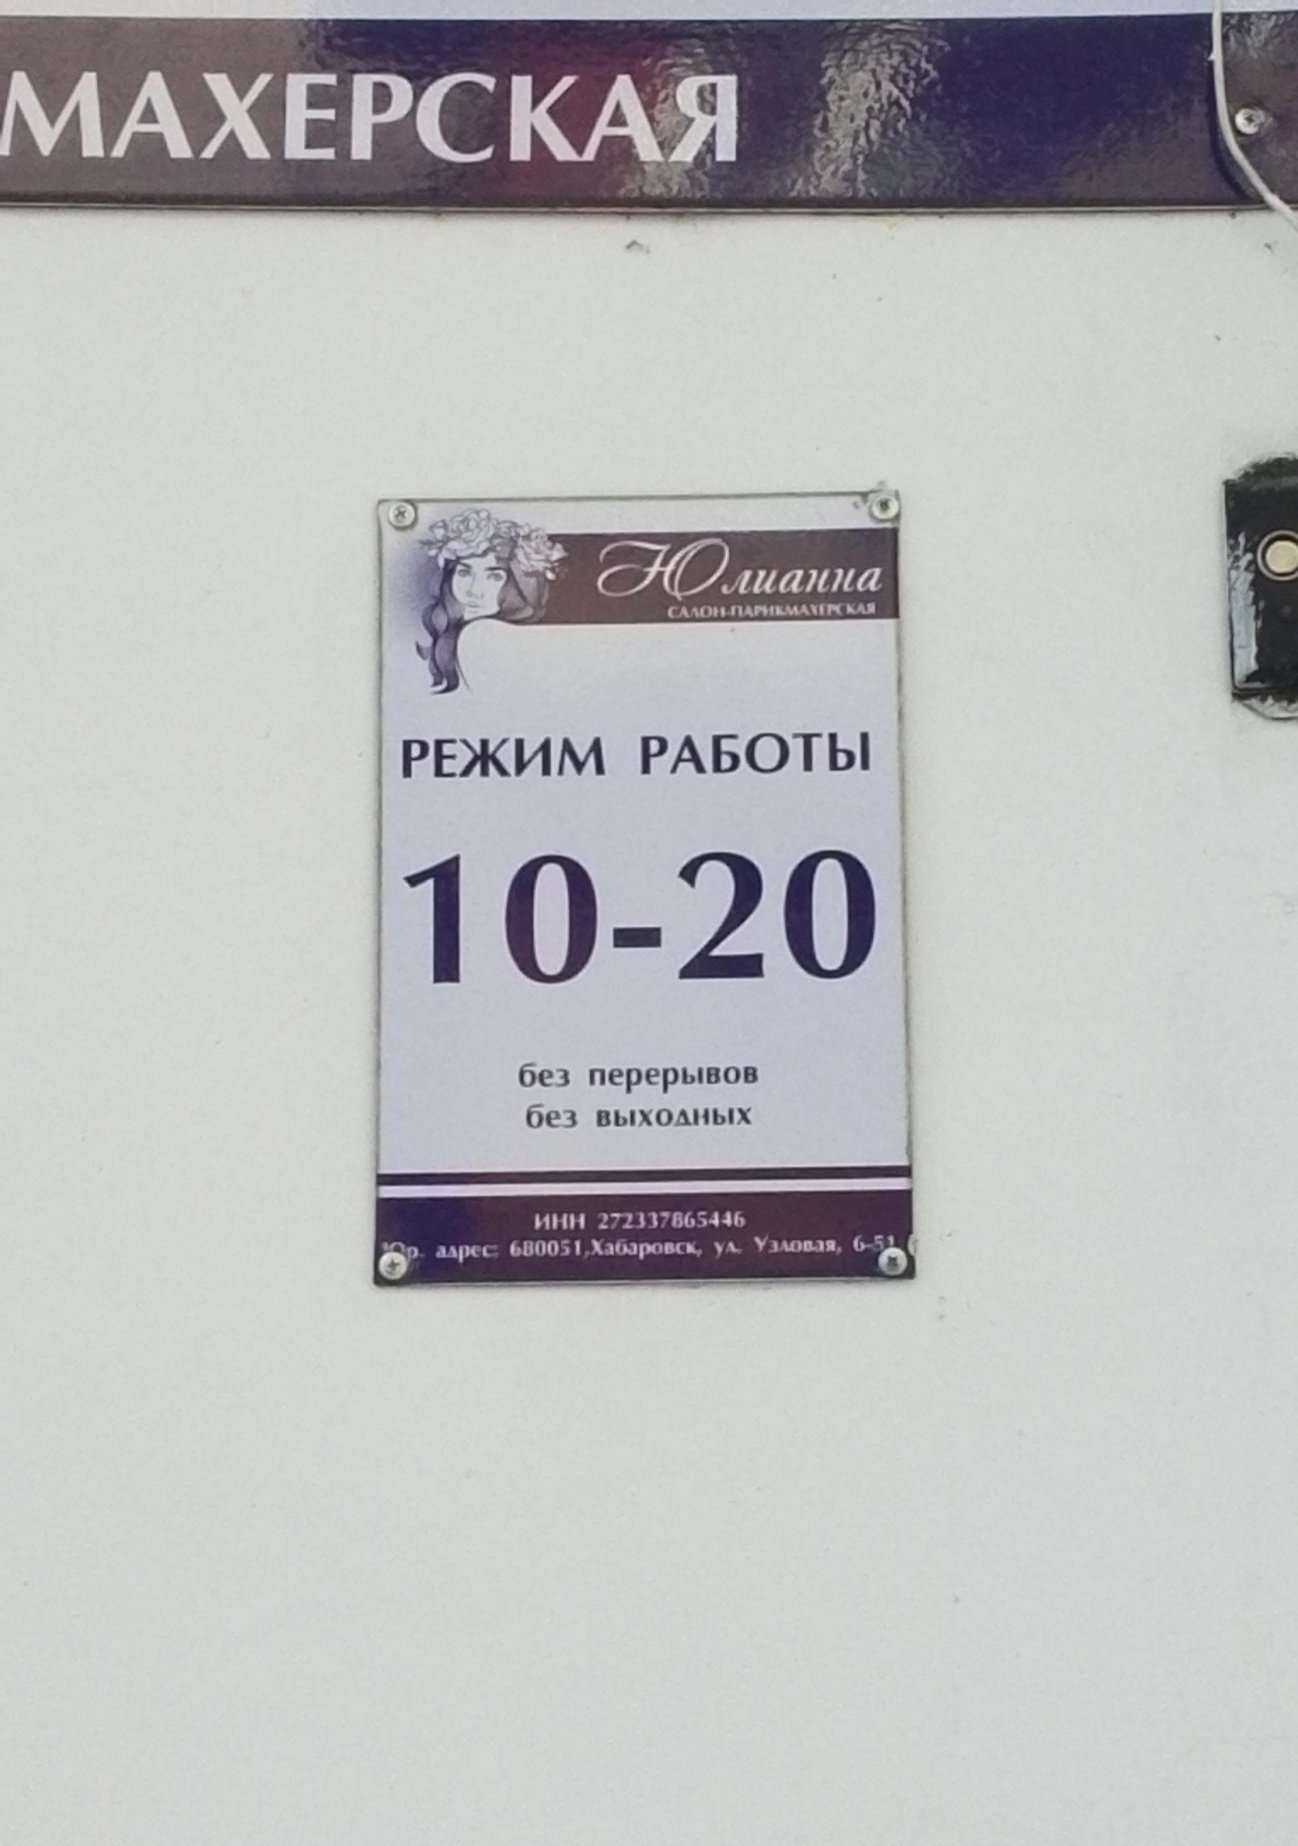 МАХЕРСКАЯ
Юлианна
САЛОН-ПАРИКМАХЕРСКАЯ
РЕЖИМ РАБОТЫ
10-20
без перерывов
без выходных
ИНН 272337865446
Юр. адрес: 680051,Хабаровск, ул. Узловая, 6-51